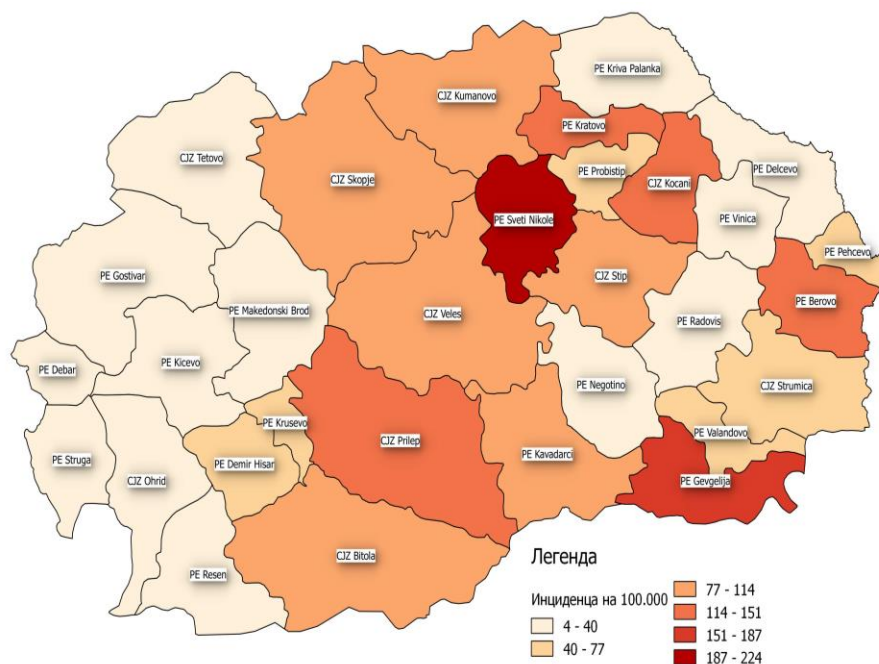 PE Kriva Palanka
CJZ Kumanovo
PE Kratovo
CJZ Tetovo
PE Probistip
PE Delcevo
CJZ Skopje
CJZ Kocani
PE Vinica
PE Sveti Nikole
PE Pehcevo
PE Gostivar
CJZ Stip
PE Berovo
PE Makedonski Brod
CJZ Veles
PE Radovis
PE Kicevo
PE Debar
PE Negotino
CJZ Strumica
PE Krusevo
PE Valandovo
CJZ Prilep
PE Struga
PE Demir Hisar
PE Kavadarci
CJZ Ohrid
PE Gevgelija
CJZ Bitola
PE Resen
Легенда
Инциденца на 100.000
4 - 40
40 - 77
77 - 114
114 - 151
151 - 187
187 - 224